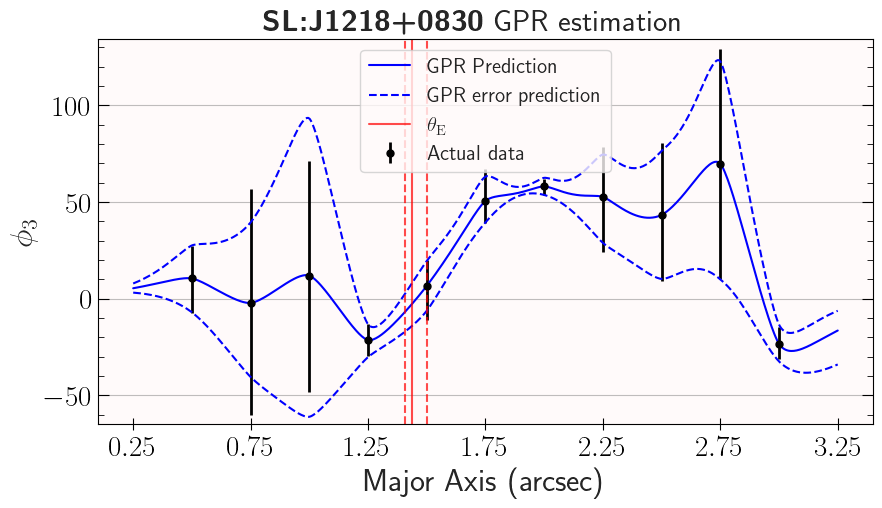 SL:J1218+0830 GPR estimation
GPR Prediction
GPR error prediction
θE
Actual data
ϕ3
100
50
0
−50
0.25 0.75 1.25 1.75 2.25 2.75 3.25
Major Axis (arcsec)